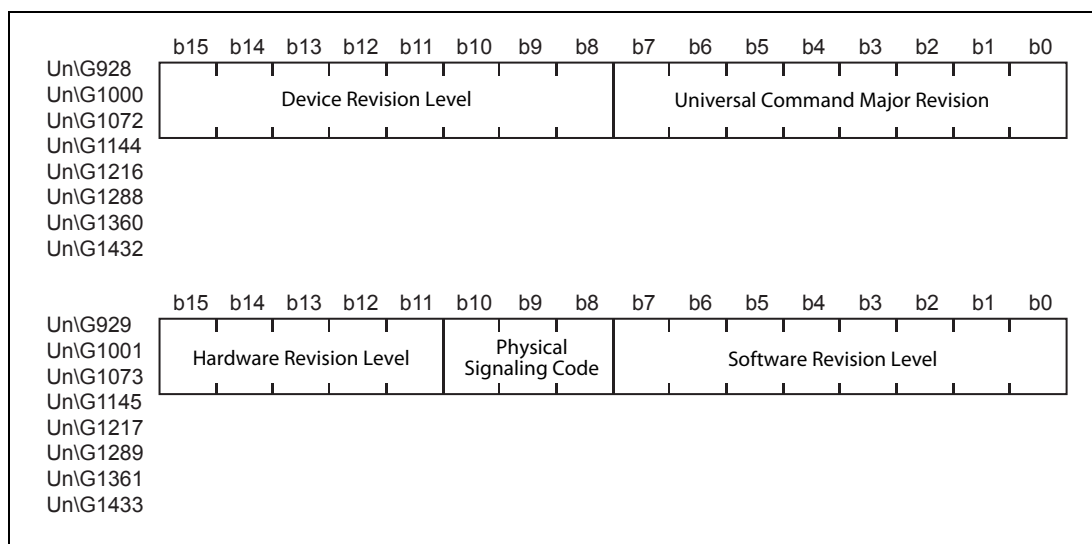 b15 b14 b13 b12 b11 b10 b9 b8 b7 b6 b5 b4 b3 b2 b1 b0
Un\G928
Un\G1000
Device Revision Level Universal Command Major Revision
Un\G1072
Un\G1144
Un\G1216
Un\G1288
Un\G1360
Un\G1432
b15 b14 b13 b12 b11 b10 b9 b8 b7 b6 b5 b4 b3 b2 b1 b0
Un\G929
Un\G1001
Hardware Revision Level
Physical
Signaling Code
Software Revision Level
Un\G1073
Un\G1145
Un\G1217
Un\G1289
Un\G1361
Un\G1433